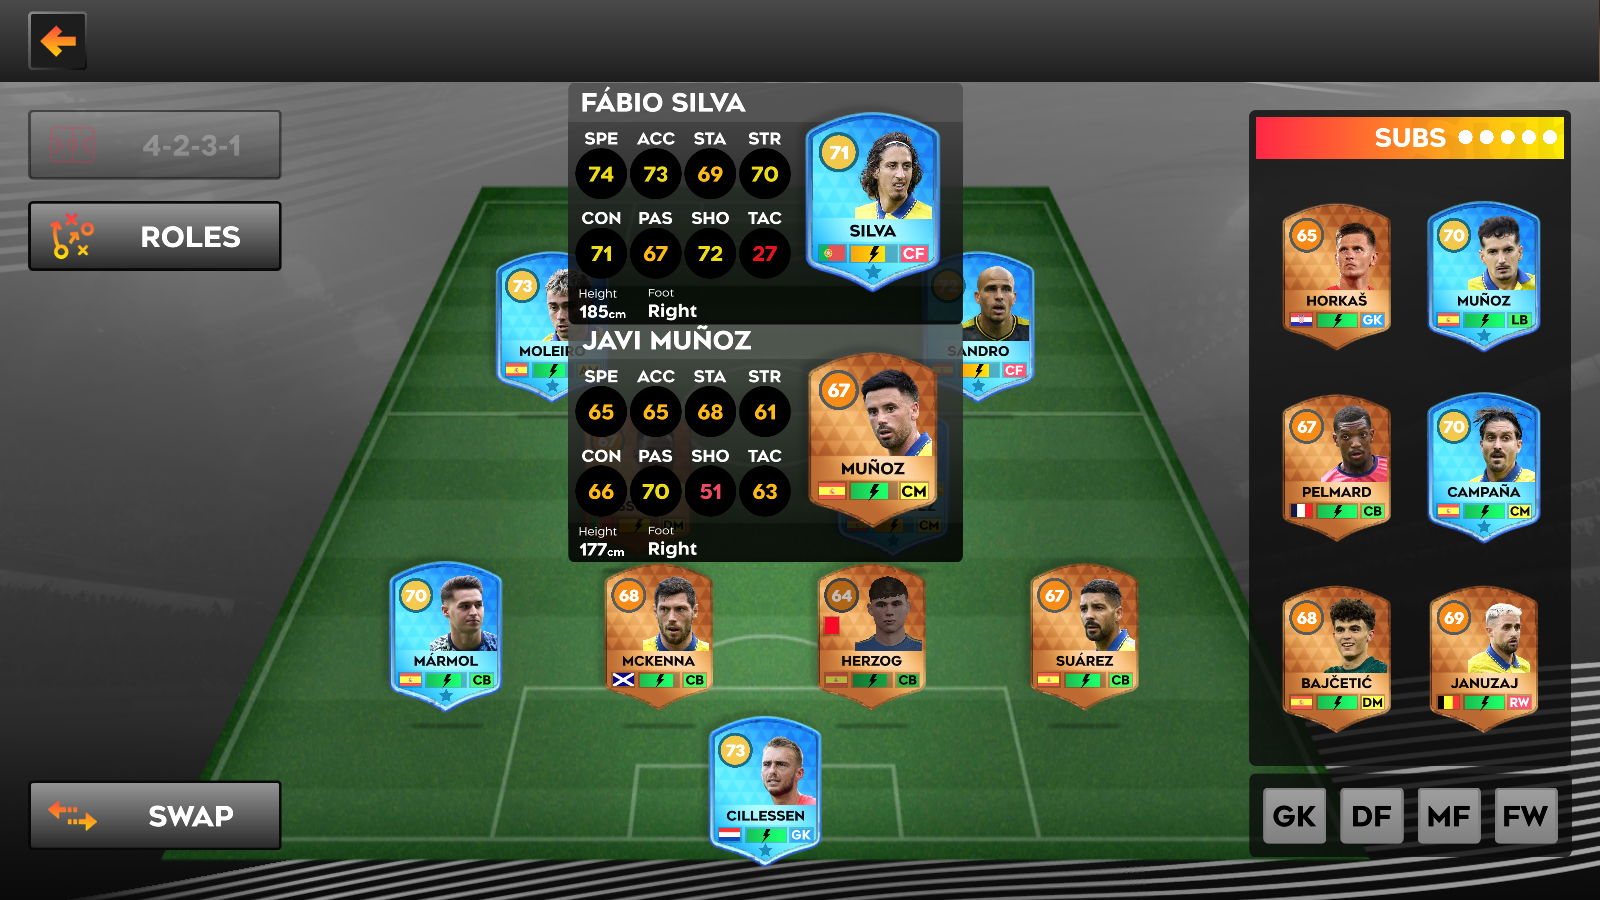 4-2-3-1
ROLES
SWAP
FÁBIO SILVA
SPE ACC STA STR
74 73 69 70
CON PAS SHO TAC
71 67 72 27
Height Foot
185cm Right
71
SILVA
CF
JAVI MUÑOZ
SPE ACC STA STR
65 65 68 61
CON PAS SHO TAC
66 70 51 63
Height Foot
177cm Right
67
MUÑOZ
CM
73
MOLEIRO
73
SANDRO
CF
67
DM
CM
70
MÁRMOL
CB
68
MCKENNA
CB
64
HERZOG
CB
67
SUÁREZ
CB
73
CILLESSEN
GK
SUBS
65
HORKAŠ
GK
70
MUÑOZ
LB
67
PELMARD
CB
70
CAMPAÑA
CM
68
BAJČETIĆ
DM
69
JANUZAJ
RW
GK DF MF FW